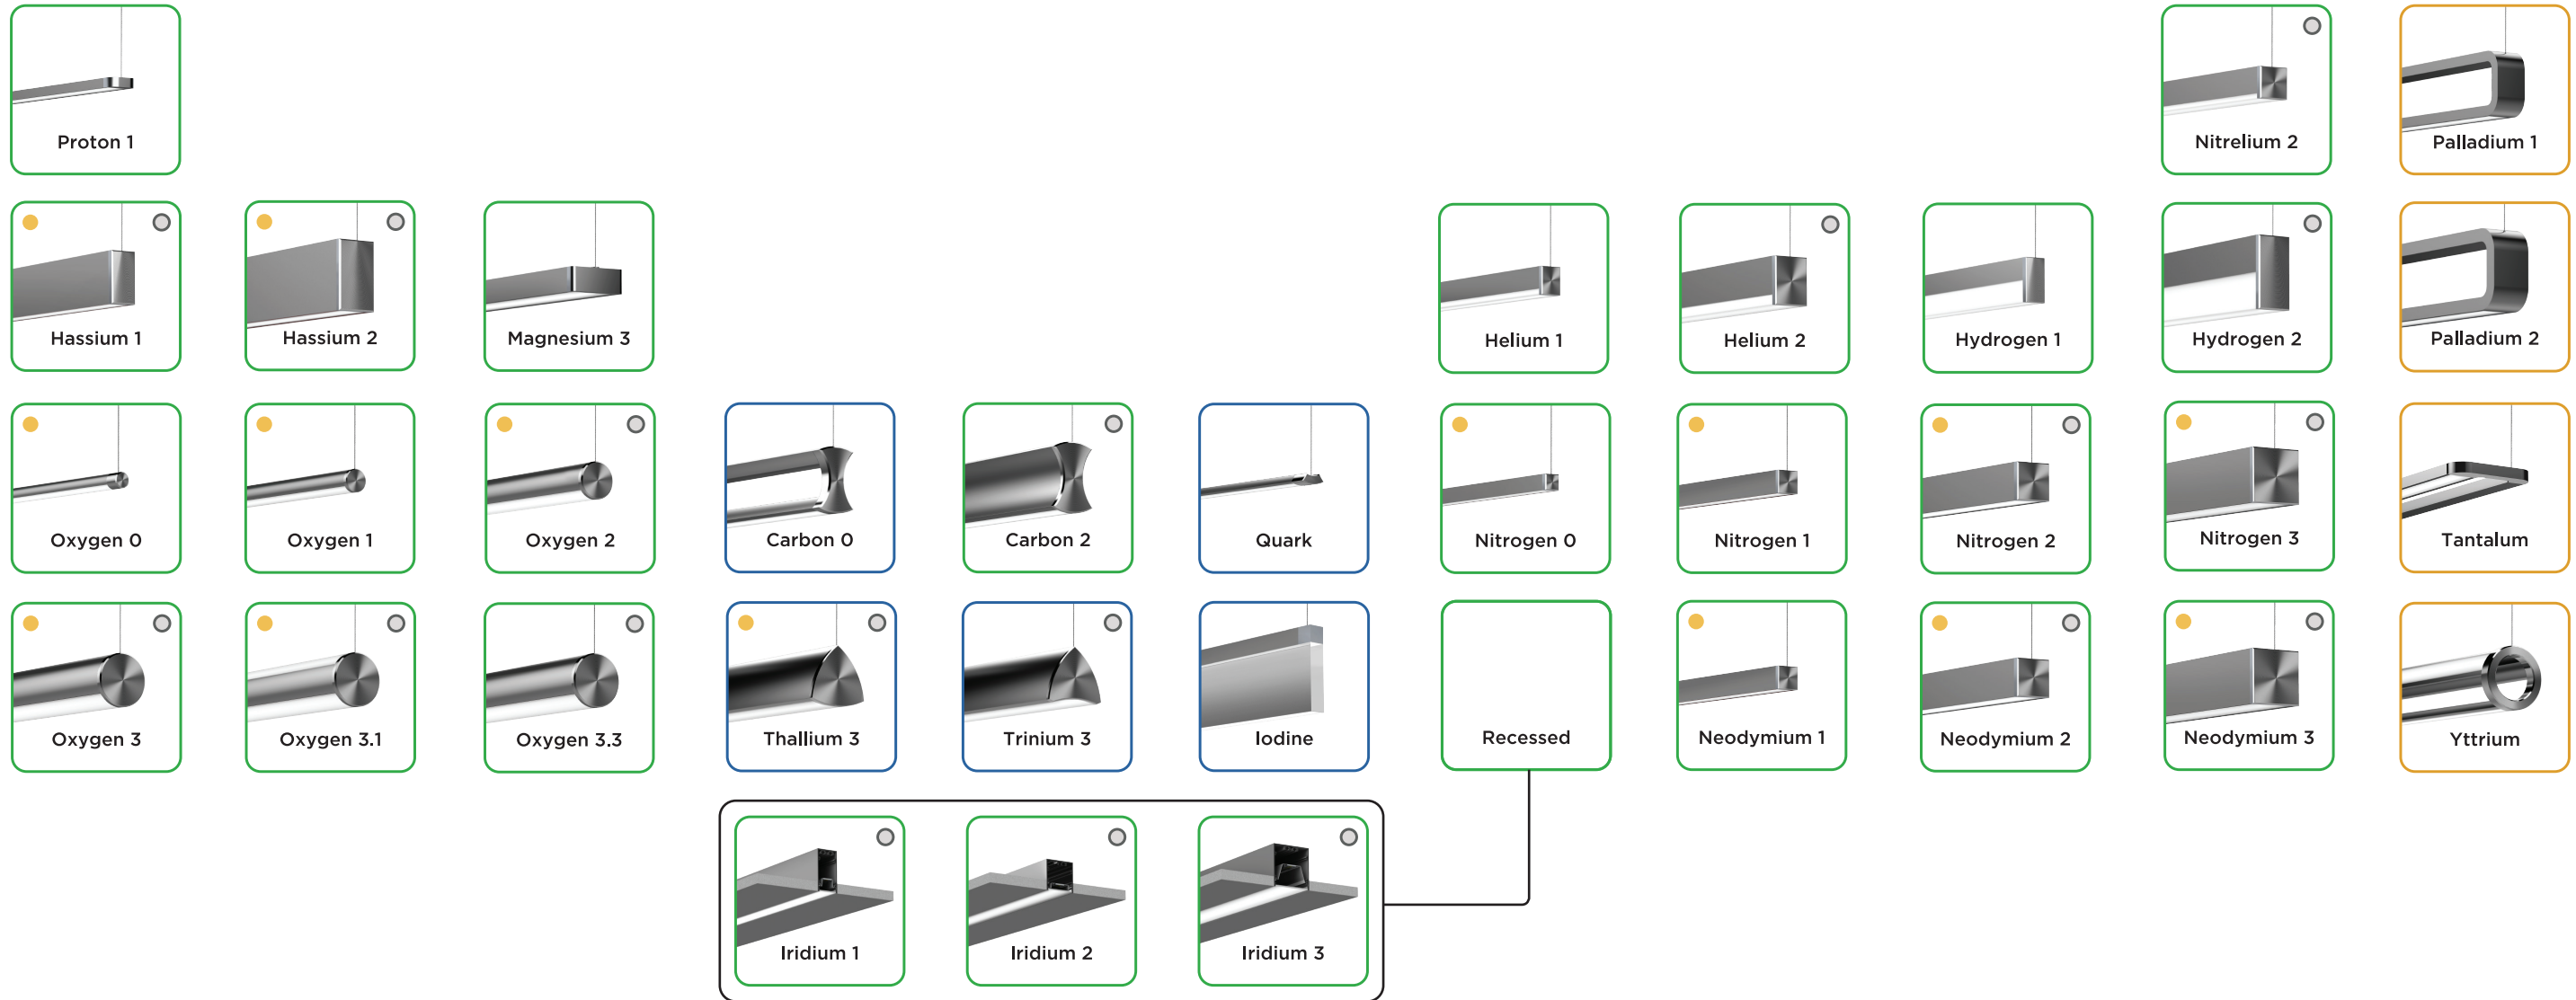 Proton 1
Nitrelium 2
Palladium 1
Hassium 1
Hassium 2
Magnesium 3
Helium 1
Helium 2
Hydrogen 1
Hydrogen 2
Palladium 2
Oxygen 0
Oxygen 1
Oxygen 2
Carbon 0
Carbon 2
Quark
Nitrogen 0
Nitrogen 1
Nitrogen 2
Nitrogen 3
Tantalum
Oxygen 3
Oxygen 3.1
Oxygen 3.3
Thallium 3
Trinium 3
Iodine
Recessed
Neodymium 1
Neodymium 2
Neodymium 3
Yttrium
Iridium 1
Iridium 2
Iridium 3